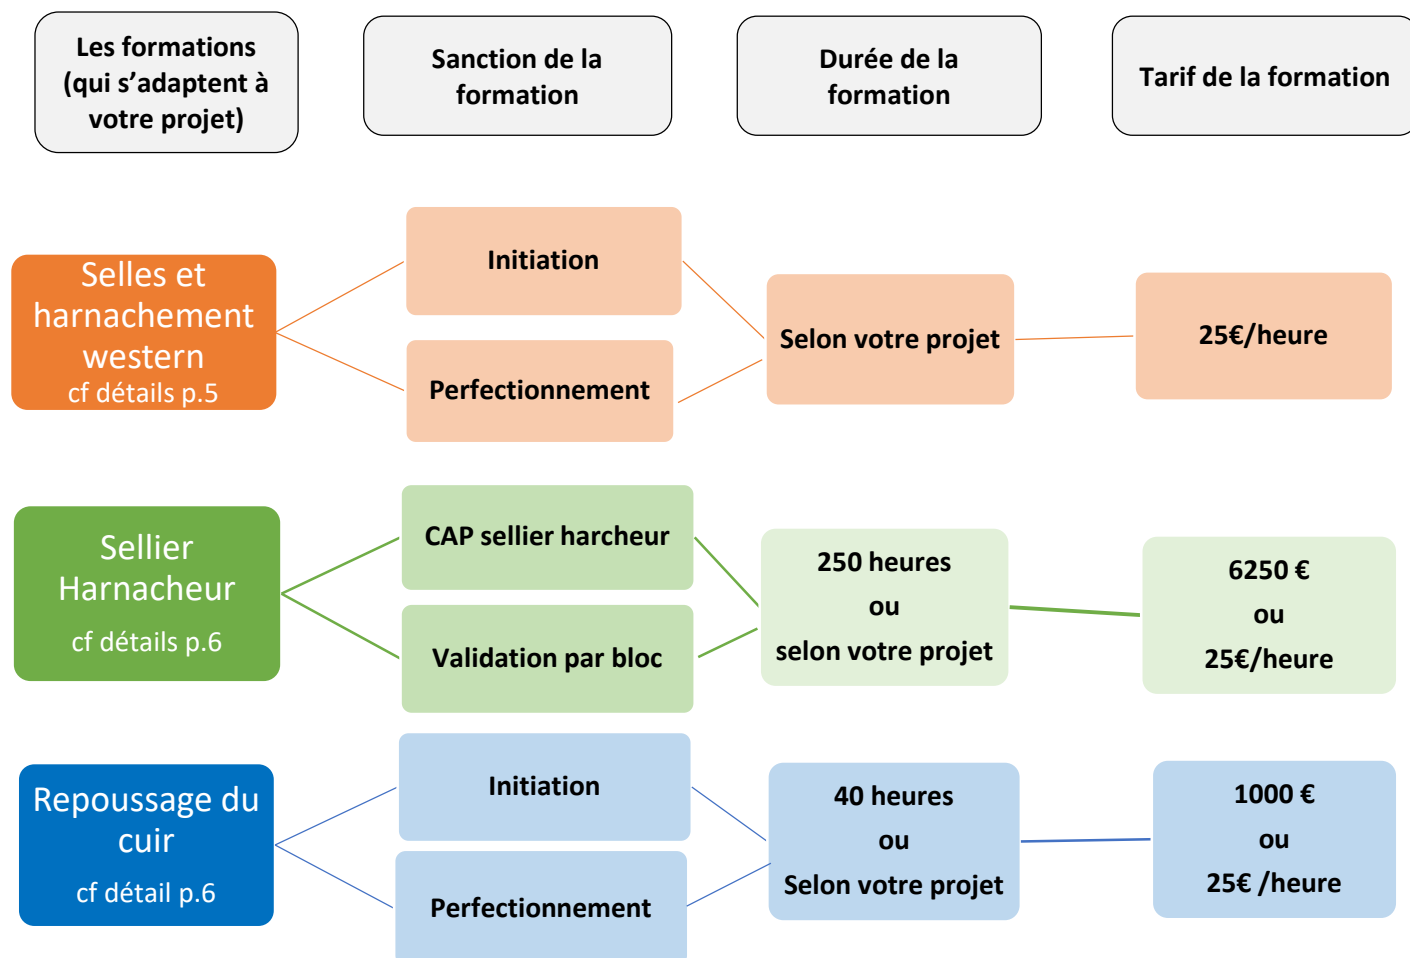 Les formations
(qui s’adaptent à
votre projet)
Sanction de la
formation
Durée de la
formation
Tarif de la formation
Selles et
harnachement
western
cf détails p.5
Initiation
Perfectionnement
Selon votre projet
25€/heure
Sellier
Harnacheur
cf détails p.6
CAP sellier harcheur
Validation par bloc
250 heures
ou
selon votre projet
6250 €
ou
25€/heure
Repoussage du
cuir
cf détail p.6
Initiation
Perfectionnement
40 heures
ou
Selon votre projet
1000 €
ou
25€ /heure